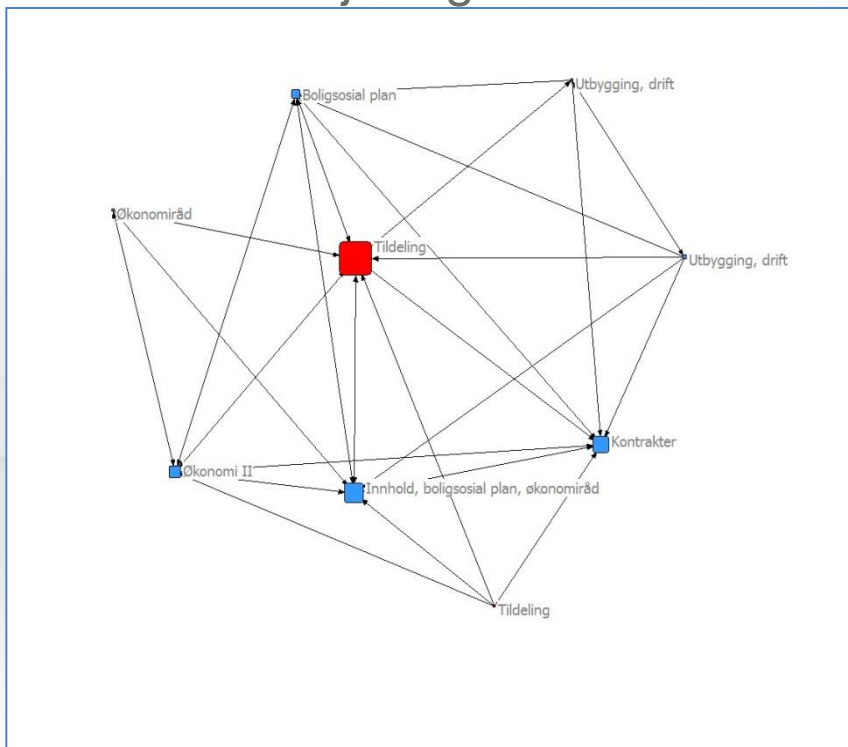 Boligsosial plan
Utbygging, drift
Økonomiråd
Tildeling
Utbygging, drift
Kontrakter
Økonomi II
Innhold, boligsosial plan, økonomiråd
Tildeling